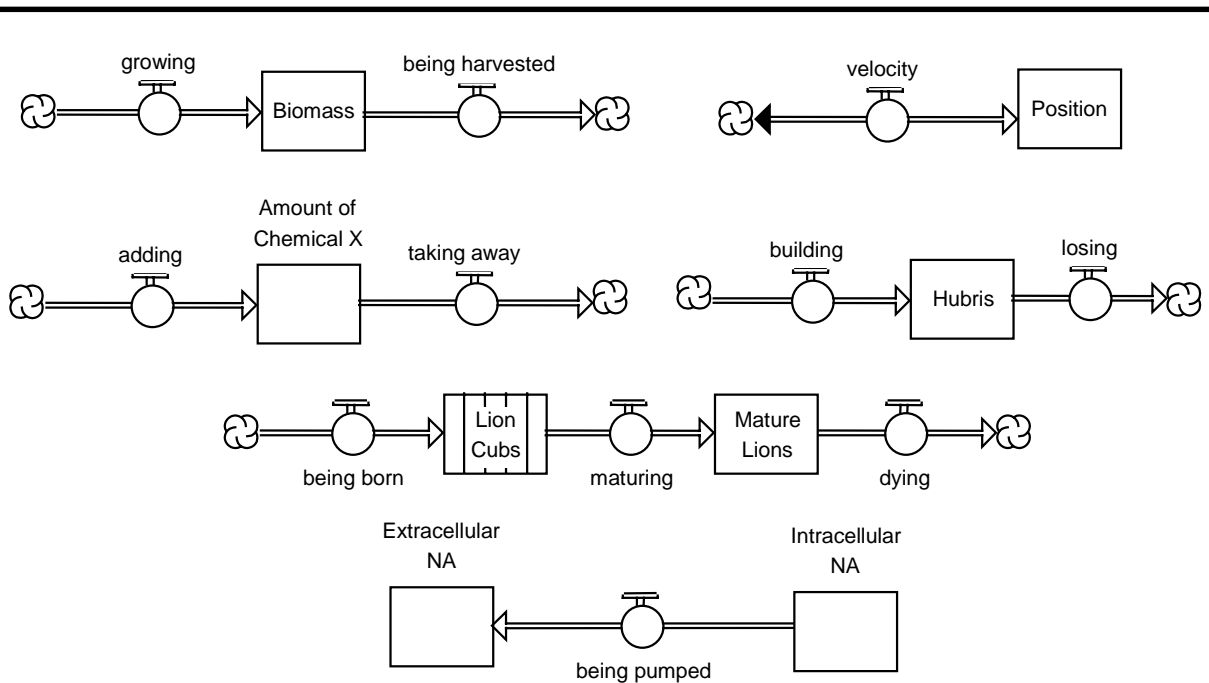 growing
being harvested
velocity
Biomass
Position
Amount of
Chemical X
adding
taking away
building
losing
Hubris
Lion
Cubs
Mature
Lions
being born
maturing
dying
Extracellular
NA
Intracellular
NA
being pumped